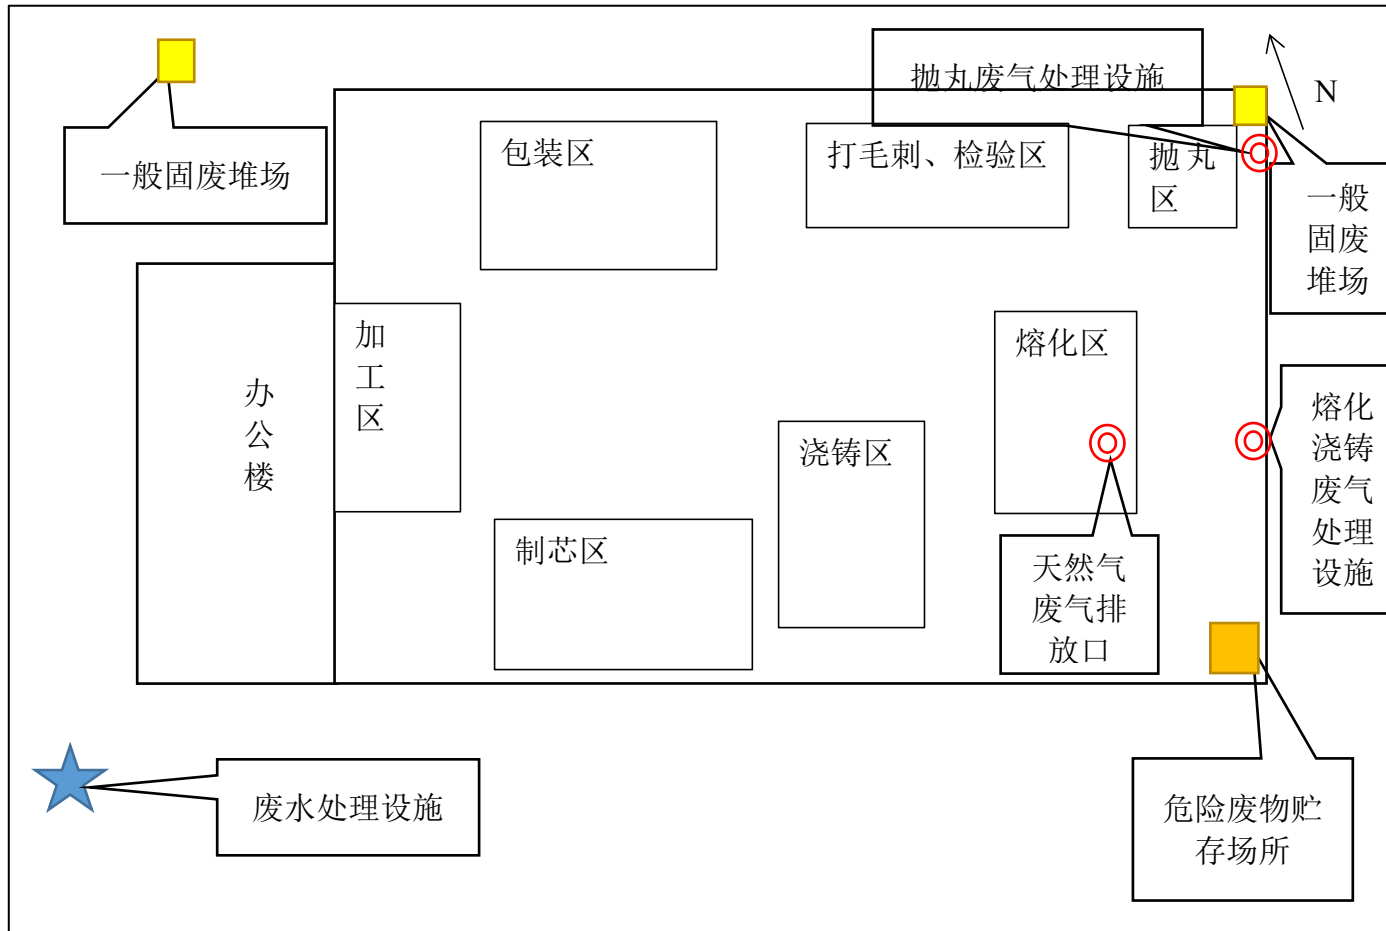 抛丸废气处理设施
N
一般固废堆场
包装区
打毛刺、检验区
抛丸
区
一般
固废
堆场
办
公
楼
加
工
区
熔化区
浇铸区
制芯区
熔化
浇铸
废气
处理
设施
天然气
废气排
放口
废水处理设施
危险废物贮
存场所